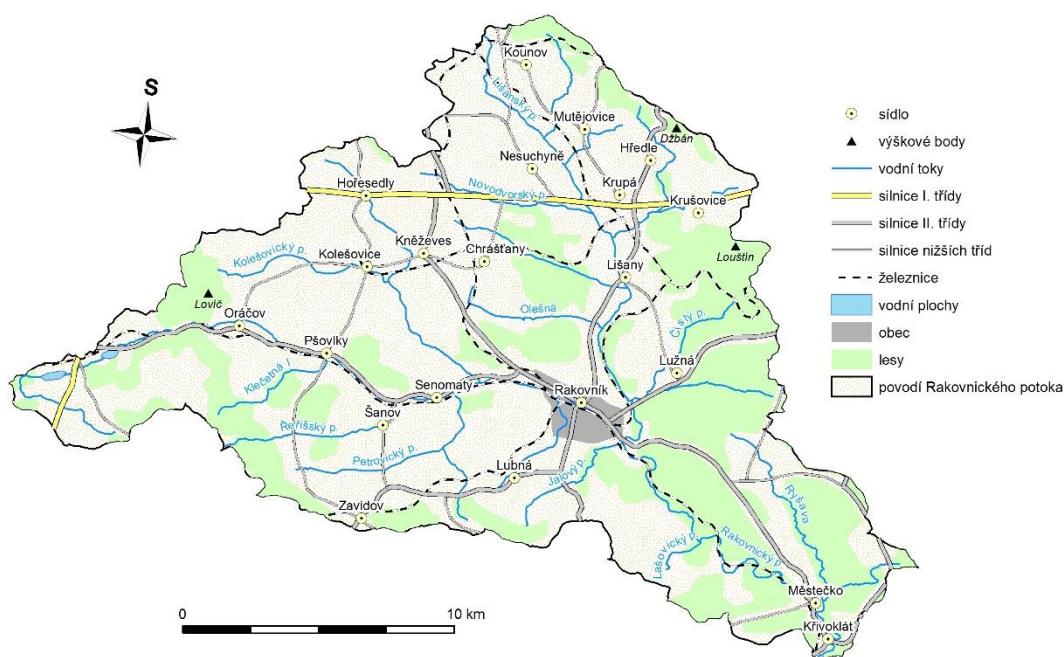 S
Kounov
Lišanský p.
Mutějovice
Džbán
Hředle
Nesuchyně
Krupá
Hořesedly
Novodvorský p.
Krušovice
Kněževes
Chrášťany
Kolešovický p.
Kolešovice
Louštín
Lišany
Lovič
Olešná
Oráčov
Čistý p.
Pšovlky
Lužná
Klečetná
Senomaty
Rakovník
Šanov
Řeřišský p.
Petrovický p.
Lubná
Jalový p.
Zavidov
Ryšava
Lašovický p.
Rakovnický p.
Městečko
Křivoklát
0 10 km
sídlo
výškové body
vodní toky
silnice I. třídy
silnice II. třídy
silnice nižších tříd
železnice
vodní plochy
obec
lesy
povodí Rakovnického potoka